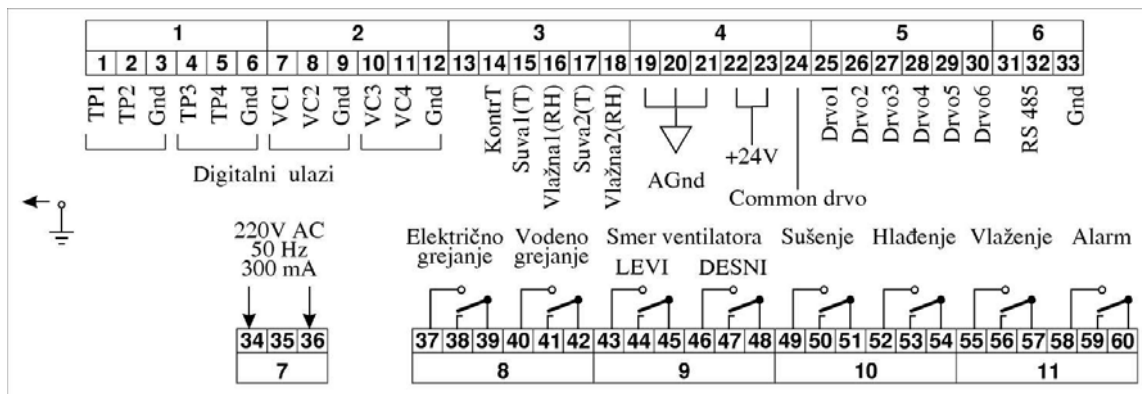 1 2 3 4 5 6
1 2 3 4 5 6 7 8 9 10 11 12 13 14 15 16 17 18 19 20 21 22 23 24 25 26 27 28 29 30 31 32 33
TP1
TP2
Gnd
TP3
TP4
Gnd
VC1
VC2
Gnd
VC3
VC4
Gnd
KontrT
Suva1(T)
Vlažna1(RH)
Suva2(T)
Vlažna2(RH)
Drvo1
Drvo2
Drvo3
Drvo4
Drvo5
Drvo6
RS 485
Gnd
Digitalni ulazi
AGnd
+24V
Common drvo
220V AC
50 Hz
300 mA
Električno
grejanje
Vodeno
grejanje
Smer ventilatora
LEVI DESNI
Sušenje
Hlađenje
Vlaženje
Alarm
34 35 36
7
37 38 39 40 41 42 43 44 45 46 47 48 49 50 51 52 53 54 55 56 57 58 59 60
8 9 10 11